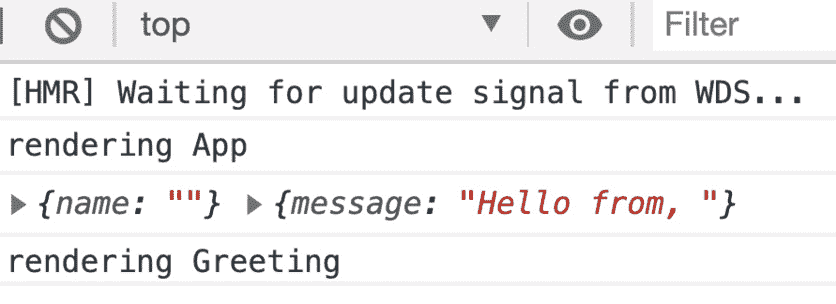 top Filter
[HMR] Waiting for update signal from WDS...
rendering App
{name: ""} {message: "Hello from, "}
rendering Greeting